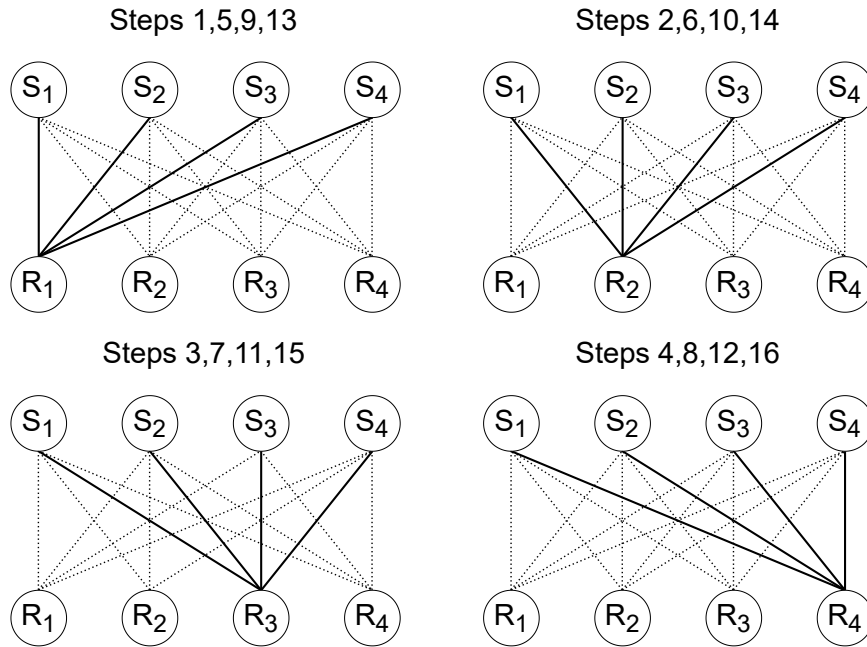 Steps 1,5,9,13
Steps 2,6,10,14
S1 S2 S3 S4
S1 S2 S3 S4
R1 R2 R3 R4
R1 R2 R3 R4
Steps 3,7,11,15
Steps 4,8,12,16
S1 S2 S3 S4
S1 S2 S3 S4
R1 R2 R3 R4
R1 R2 R3 R4